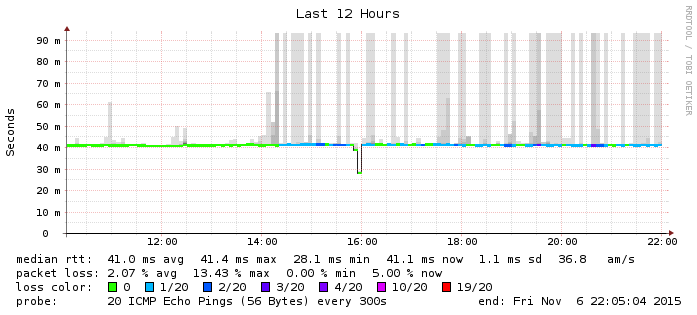 Last 12 Hours
RRDTOOL / TOBI OETIKER
Seconds
90 m
80 m
70 m
60 m
50 m
40 m
30 m
20 m
10 m
0
12:00 14:00 16:00 18:00 20:00 22:00
median rtt: 41.0 ms avg 41.4 ms max 28.1 ms min 41.1 ms now 1.1 ms sd 36.8 am/s
packet loss: 2.07 % avg 13.43 % max 0.00 % min 5.00 % now
loss color: 0 1/20 2/20 3/20 4/20 10/20 19/20
probe: 20 ICMP Echo Pings (56 Bytes) every 300s end: Fri Nov 6 22:05:04 2015